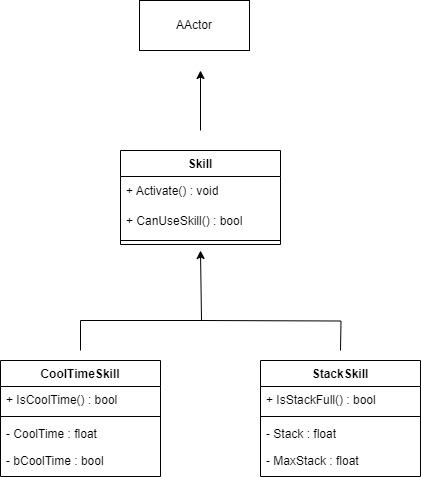 AActor
Skill
+ Activate() : void
+ CanUseSkill() : bool
CoolTimeSkill
+ IsCoolTime() : bool
- CoolTime : float
- bCoolTime : bool
StackSkill
+ IsStackFull() : bool
- Stack : float
- MaxStack : float